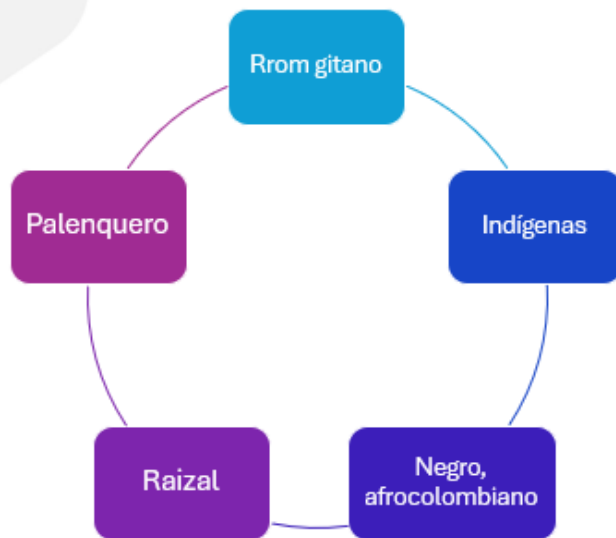 Rrom gitano
Indígenas
Negro,
afrocolombiano
Raizal
Palenquero